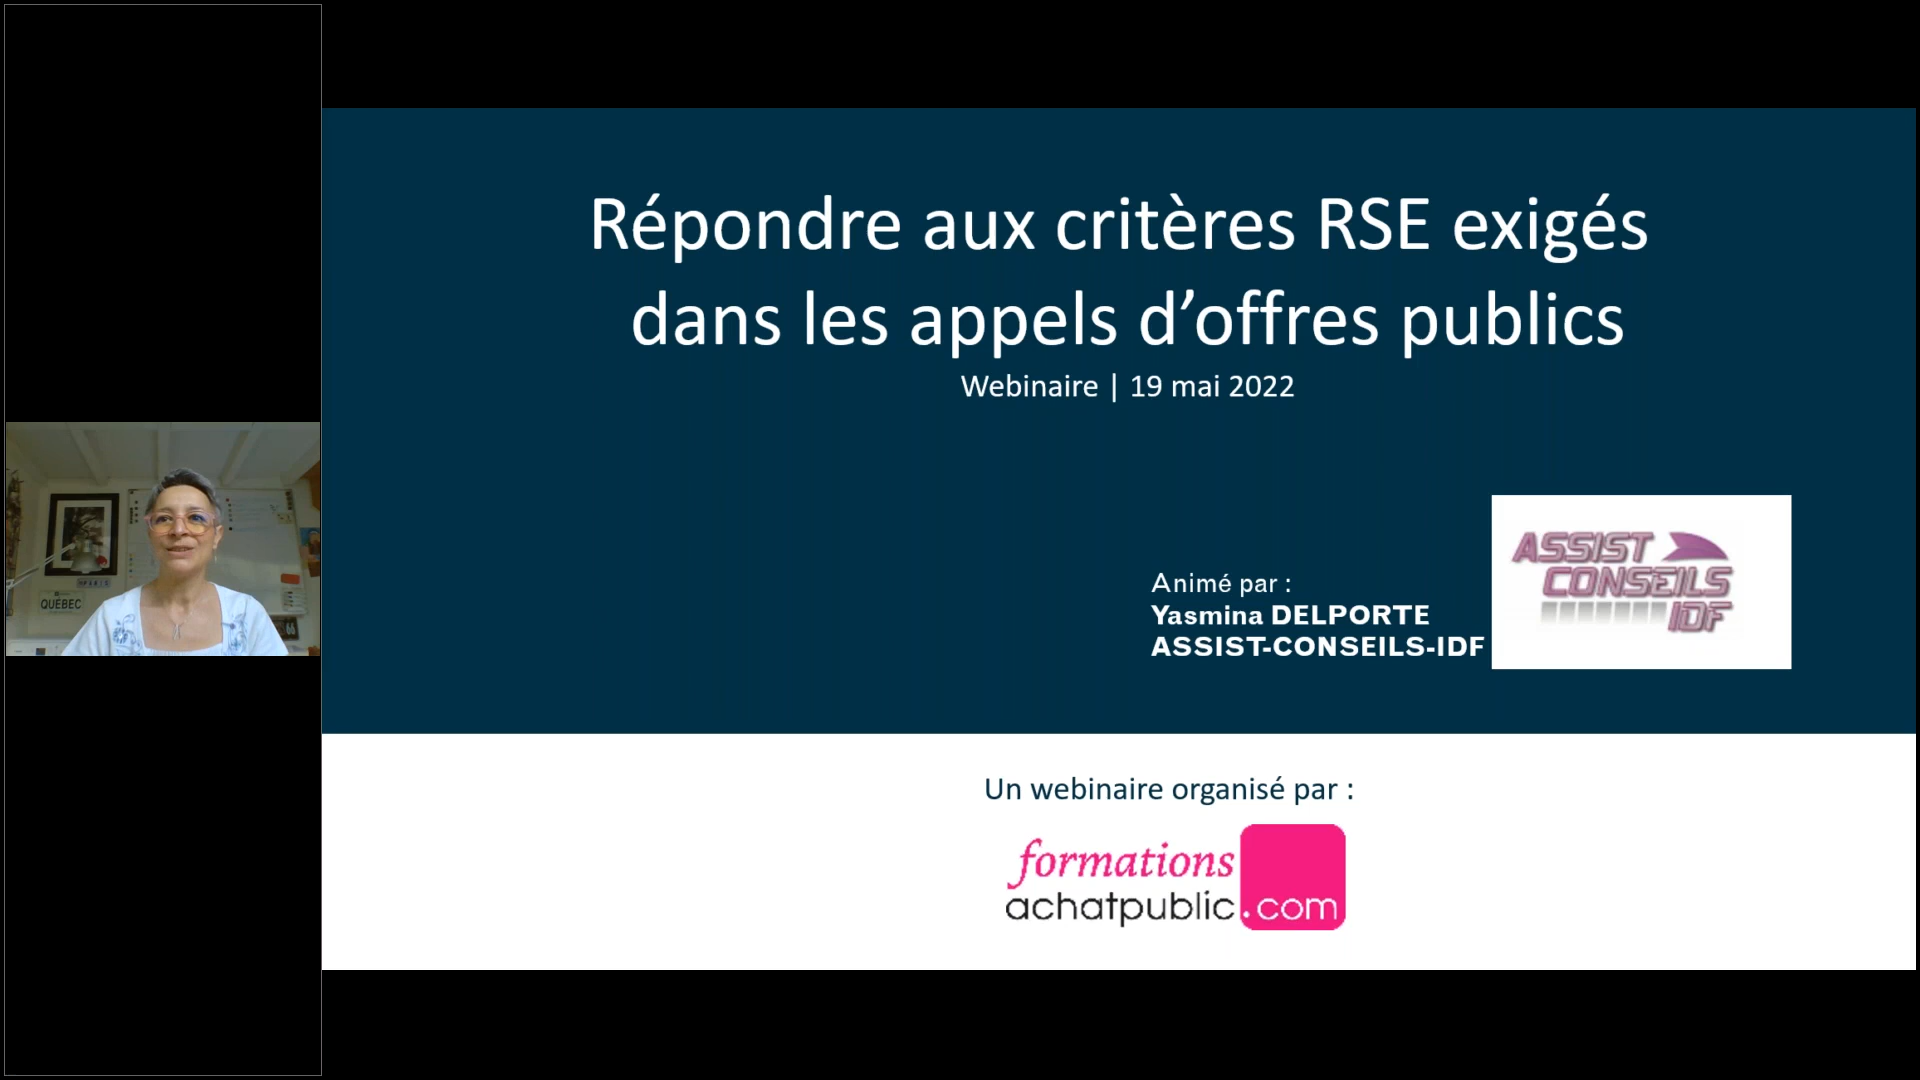 Répondre aux critères RSE exigés
dans les appels d’offres publics
Webinaire | 19 mai 2022
Animé par :
Yasmina DELPORTE
ASSIST-CONSEILS-IDF
ASSIST
CONSEILS
IDF
QUÉBEC
Un webinaire organisé par :
formations
achatpublic.com